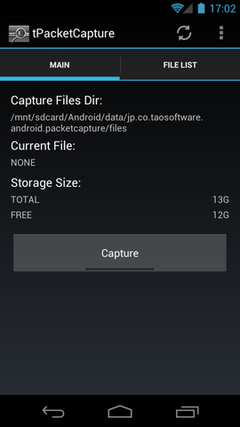 17:02
tPacketCapture
MAIN FILE LIST
Capture Files Dir:
/mnt/sdcard/Android/data/jp.co.taosoftware.
android.packetcapture/files
Current File:
NONE
Storage Size:
TOTAL 13G
FREE 12G
Capture